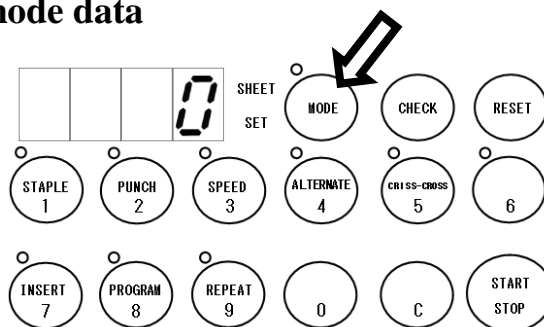 mode data
0
SHEET
SET
MODE
CHECK
RESET
STAPLE
1
PUNCH
2
SPEED
3
ALTERNATE
4
CRISS-CROSS
5
6
INSERT
7
PROGRAM
8
REPEAT
9
0
C
START
STOP